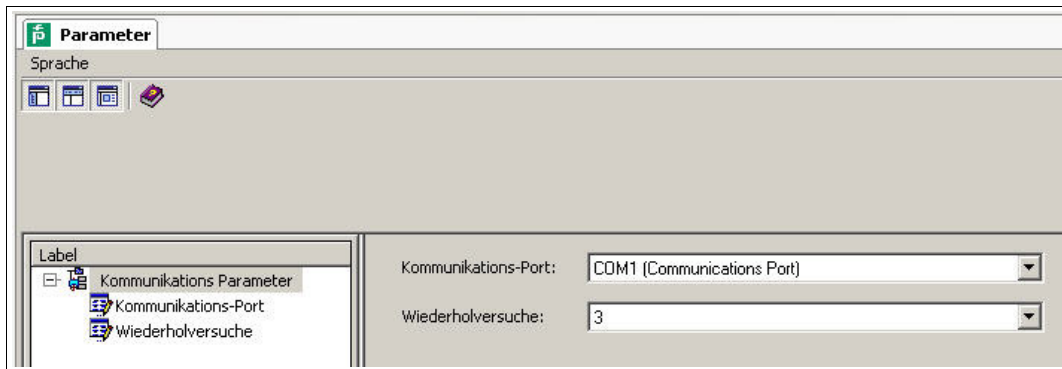 Parameter
Sprache
Label
Kommunikations Parameter
Kommunikations-Port
Wiederholversuche
Kommunikations-Port: COM1 (Communications Port)
Wiederholversuche: 3